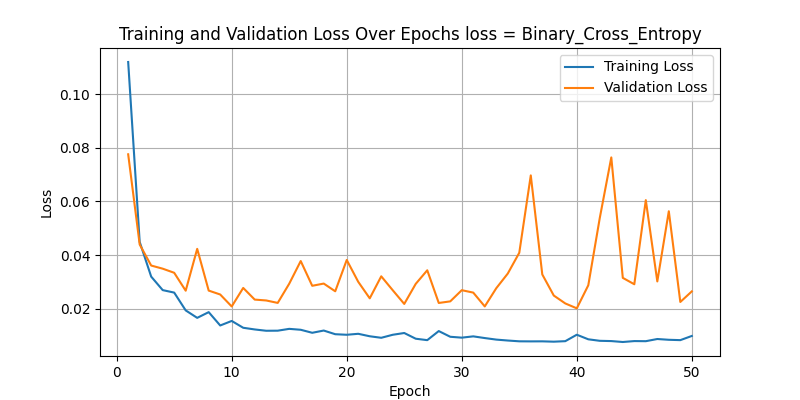 Training and Validation Loss Over Epochs loss = Binary_Cross_Entropy
Training Loss
Validation Loss
0.10
0.08
0.06
0.04
0.02
Loss
0 10 20 30 40 50
Epoch